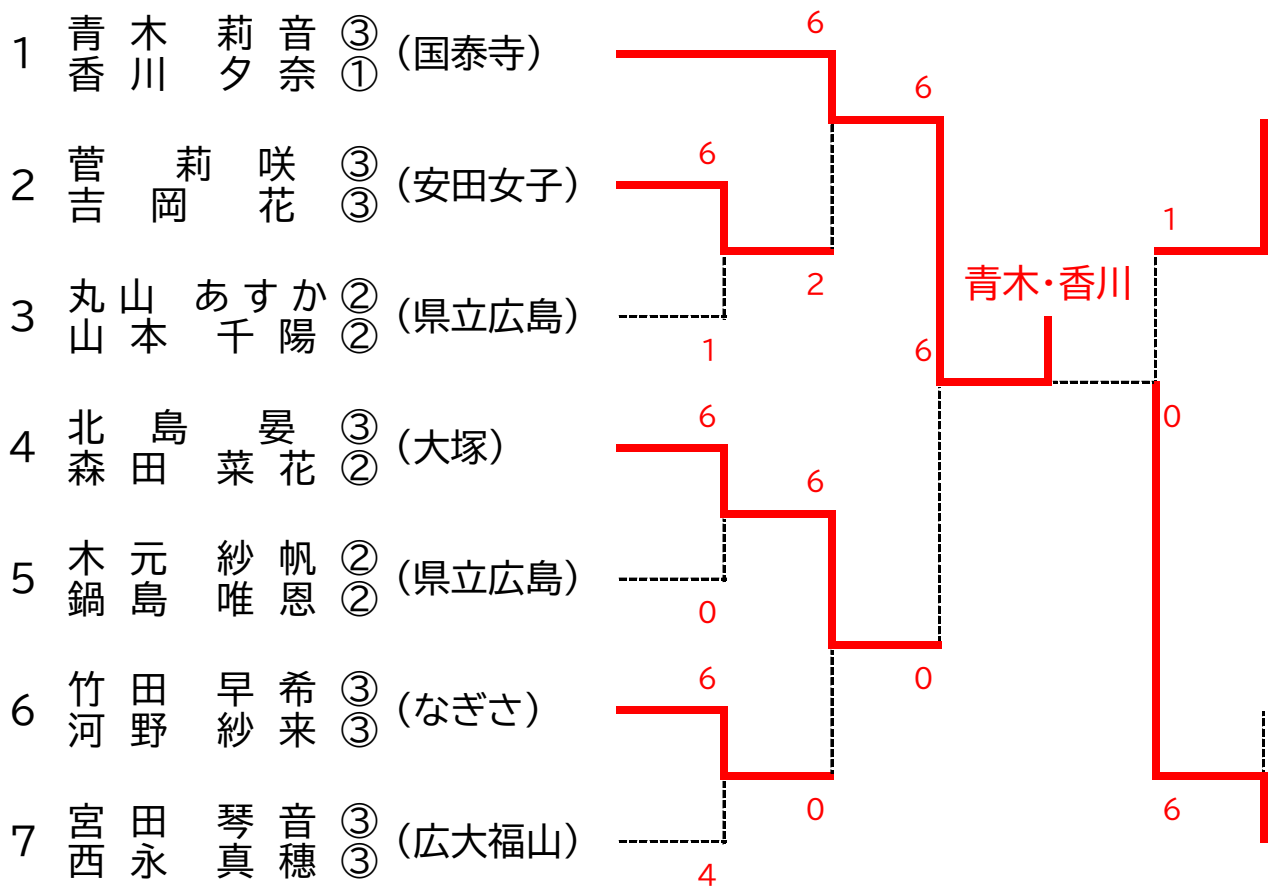 1 青木 莉音 ③ (国泰寺)
香川 夕奈 ①
2 菅 莉咲 ③ (安田女子)
吉岡 花 ③
3 丸山 あすか ② (県立広島)
山本 千陽 ②
4 北島 晏 ③ (大塚)
森田 菜花 ②
5 木元 紗帆 ② (県立広島)
鍋島 唯恩 ②
6 竹田 早希 ③ (なぎさ)
河野 紗来 ③
7 宮田 琴音 ③ (広大福山)
西永 真穂 ③
6
6
6
1
2
青木・香川
1
6
6
0
6
0
6
0
0
6
4